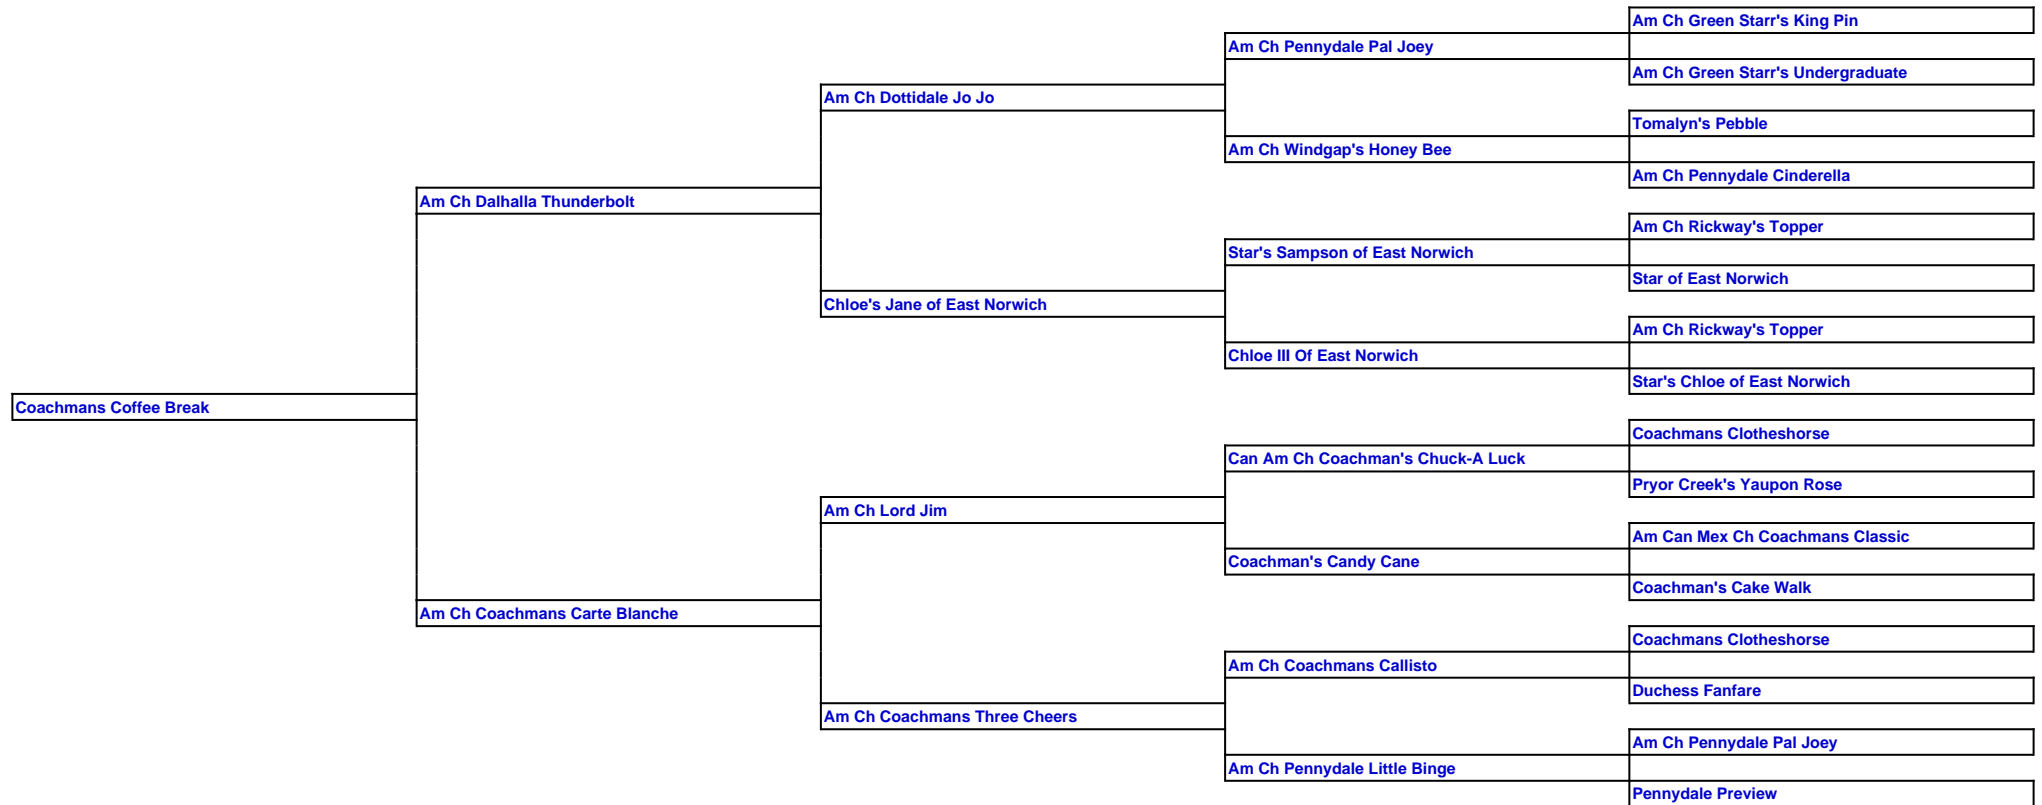 Am Ch Green Starr's King Pin
Am Ch Pennydale Pal Joey
Am Ch Green Starr's Undergraduate
Am Ch Dottidale Jo Jo
Tomalyn's Pebble
Am Ch Windgap's Honey Bee
Am Ch Pennydale Cinderella
Am Ch Dalhalla Thunderbolt
Am Ch Rickway's Topper
Star's Sampson of East Norwich
Star of East Norwich
Chloe's Jane of East Norwich
Am Ch Rickway's Topper
Chloe III Of East Norwich
Star's Chloe of East Norwich
Coachmans Coffee Break
Coachmans Clotheshorse
Can Am Ch Coachman's Chuck-A Luck
Pryor Creek's Yaupon Rose
Am Ch Lord Jim
Am Can Mex Ch Coachmans Classic
Coachman's Candy Cane
Coachman's Cake Walk
Am Ch Coachmans Carte Blanche
Coachmans Clotheshorse
Am Ch Coachmans Callisto
Duchess Fanfare
Am Ch Coachmans Three Cheers
Am Ch Pennydale Pal Joey
Am Ch Pennydale Little Binge
Pennydale Preview